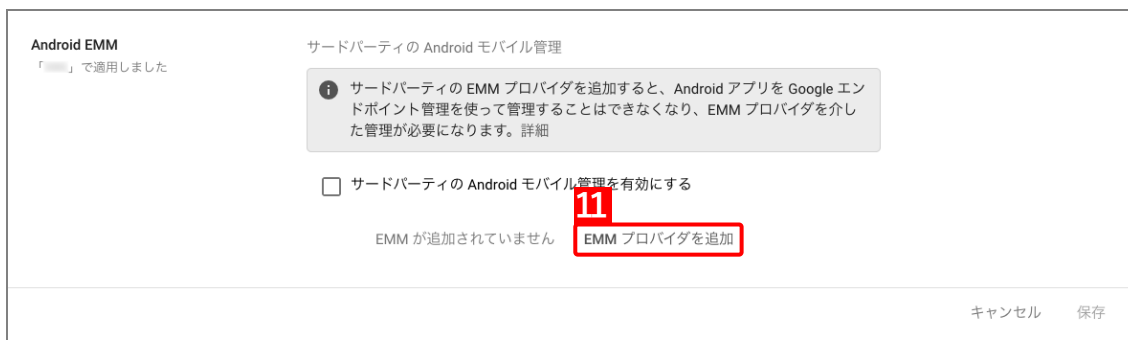 Android EMM
「 」で適用しました
サードパーティの Android モバイル管理
サードパーティの EMM プロバイダを追加すると、Android アプリを Google エン
ドポイント管理を使って管理することはできなくなり、EMM プロバイダを介し
た管理が必要になります。詳細
サードパーティの Android モバイル管理を有効にする
11
EMM が追加されていません EMM プロバイダを追加
キャンセル 保存